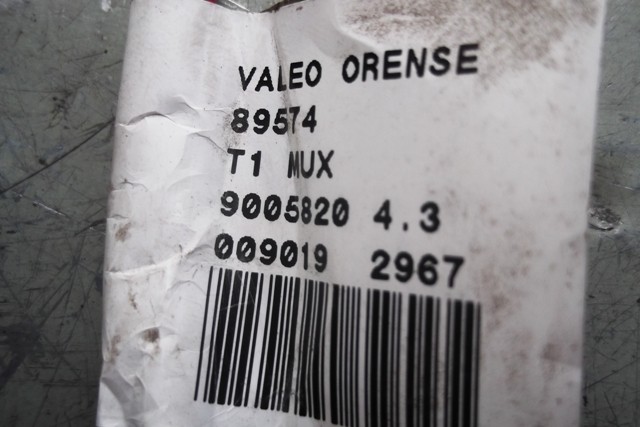 VALEO ORENSE
89574
T1 MUX
9005820 4.3
009019 2967